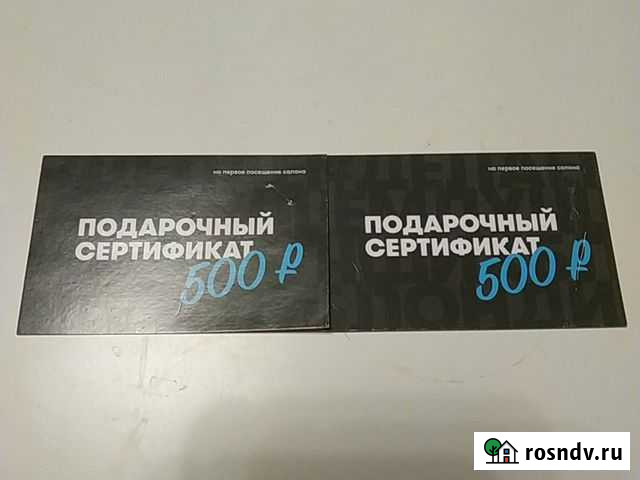 на первое посещение салона
ПОДАРОЧНЫЙ
СЕРТИФИКАТ
500 ₽
на первое посещение салона
ПОДАРОЧНЫЙ
СЕРТИФИКАТ
500 ₽
rosndv.ru